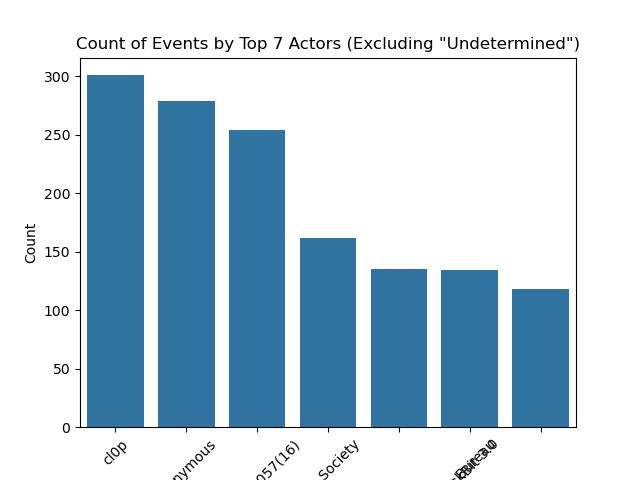 Count of Events by Top 7 Actors (Excluding "Undetermined")
300
250
200
150
100
50
0
Count
cl0p
nymous
057(16)
Society
Bureau